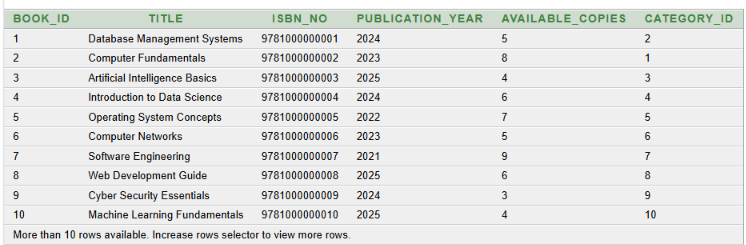 BOOK_ID TITLE ISBN_NO PUBLICATION_YEAR AVAILABLE_COPIES CATEGORY_ID
1 Database Management Systems 9781000000001 2024 5 2
2 Computer Fundamentals 9781000000002 2023 8 1
3 Artificial Intelligence Basics 9781000000003 2025 4 3
4 Introduction to Data Science 9781000000004 2024 6 4
5 Operating System Concepts 9781000000005 2022 7 5
6 Computer Networks 9781000000006 2023 5 6
7 Software Engineering 9781000000007 2021 9 7
8 Web Development Guide 9781000000008 2025 6 8
9 Cyber Security Essentials 9781000000009 2024 3 9
10 Machine Learning Fundamentals 9781000000010 2025 4 10
More than 10 rows available. Increase rows selector to view more rows.